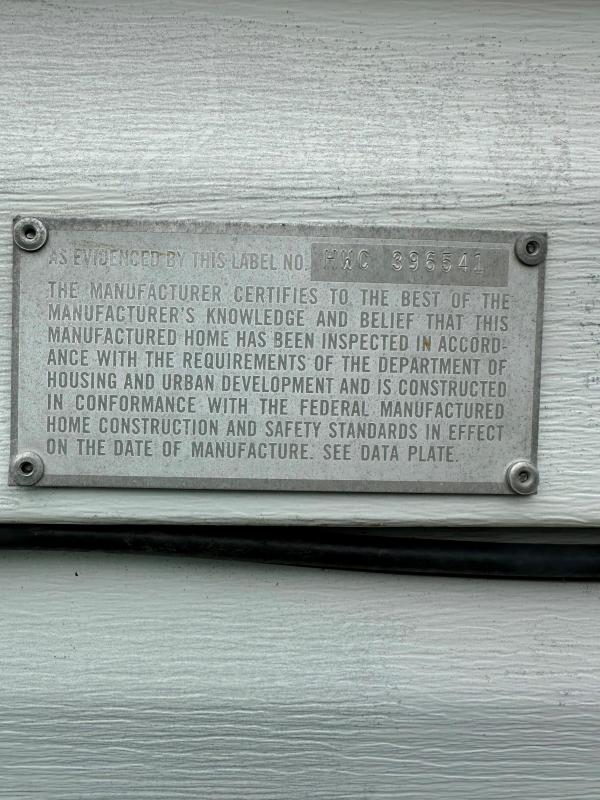 AS EVIDENCED BY THIS LABEL NO. HWC 396541
THE MANUFACTURER CERTIFIES TO THE BEST OF THE
MANUFACTURER'S KNOWLEDGE AND BELIEF THAT THIS
MANUFACTURED HOME HAS BEEN INSPECTED IN ACCORD-
ANCE WITH THE REQUIREMENTS OF THE DEPARTMENT OF
HOUSING AND URBAN DEVELOPMENT AND IS CONSTRUCTED
IN CONFORMANCE WITH THE FEDERAL MANUFACTURED
HOME CONSTRUCTION AND SAFETY STANDARDS IN EFFECT
ON THE DATE OF MANUFACTURE. SEE DATA PLATE.